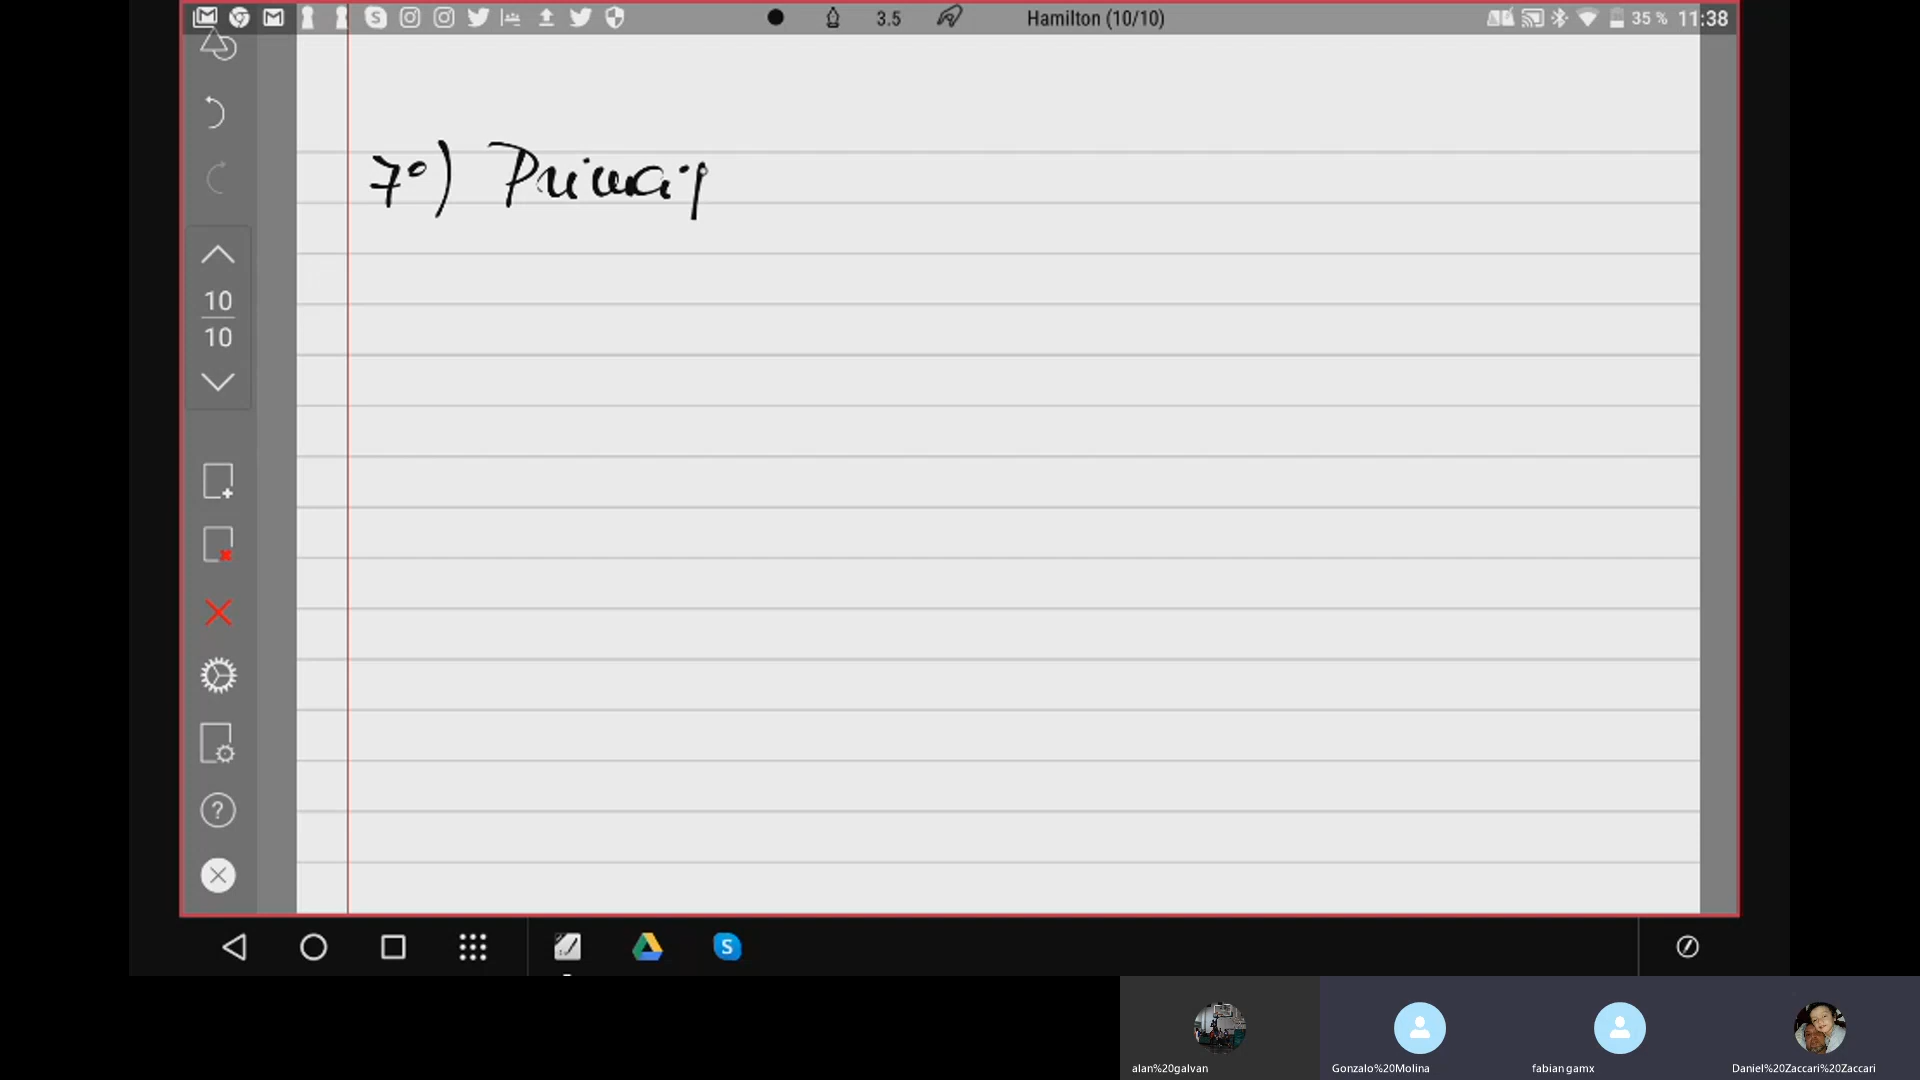 3.5
Hamilton (10/10)
35 %
11:38
7º) Princip
10
10
?
S
alan%20galvan
Gonzalo%20Molina
fabian gamx
Daniel%20Zaccari%20Zaccari